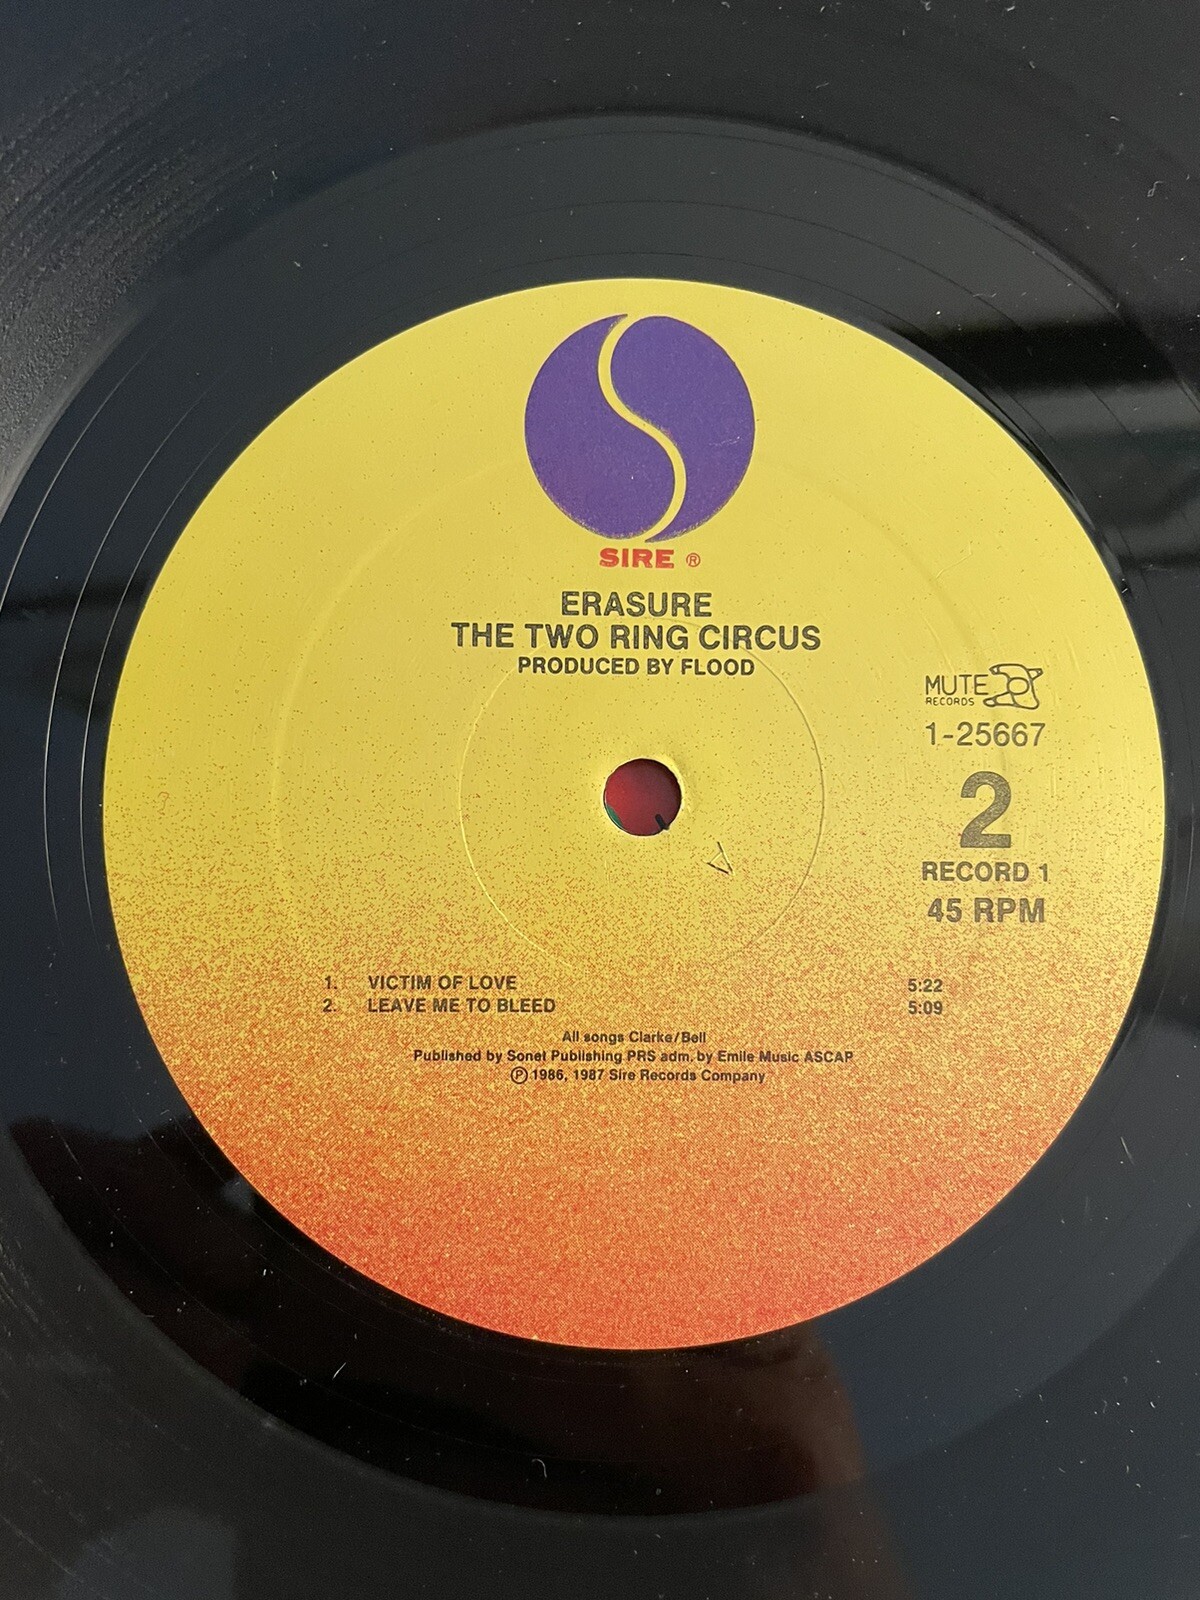 SIRE ®
ERASURE
THE TWO RING CIRCUS
PRODUCED BY FLOOD
MUTE
RECORDS
1-25667
2
RECORD 1
45 RPM
1. VICTIM OF LOVE 5:22
2. LEAVE ME TO BLEED 5:09
All songs Clarke/Bell
Published by Sonet Publishing PRS adm. by Emile Music ASCAP
℗ 1986, 1987 Sire Records Company